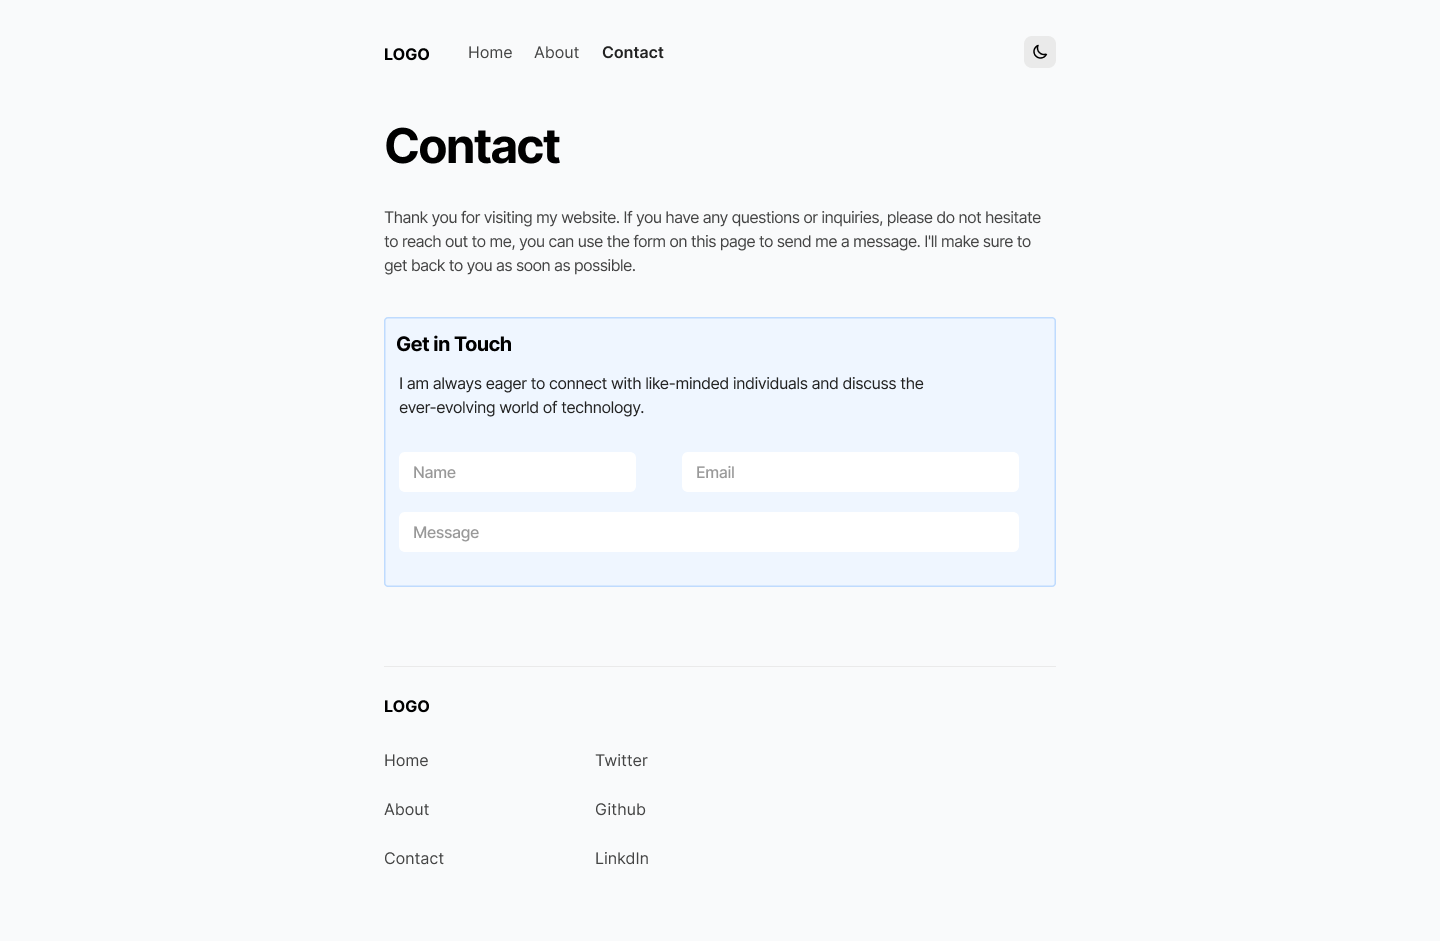 LOGO
Home
About
Contact
Contact
Thank you for visiting my website. If you have any questions or inquiries, please do not hesitate
to reach out to me, you can use the form on this page to send me a message. I'll make sure to
get back to you as soon as possible.
Get in Touch
I am always eager to connect with like-minded individuals and discuss the
ever-evolving world of technology.
Name
Email
Message
LOGO
Home
Twitter
About
Github
Contact
LinkdIn